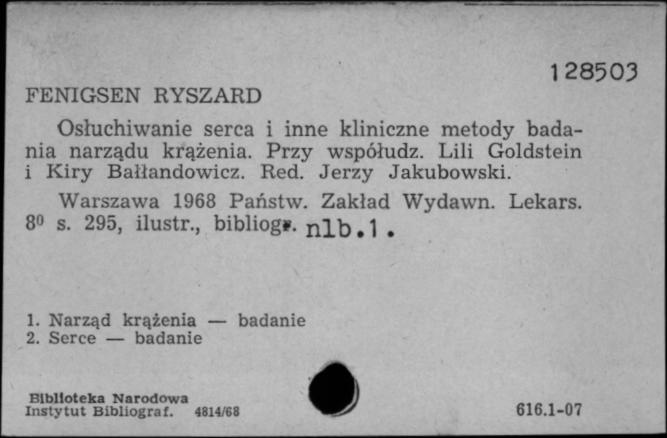 128503
FENIGSEN RYSZARD
Osłuchiwanie serca i inne kliniczne metody bada-
nia narządu krążenia. Przy współudz. Lili Goldstein
i Kiry Bałłandowicz. Red. Jerzy Jakubowski.
Warszawa 1968 Państw. Zakład Wydawn. Lekars.
8⁰ s. 295, ilustr., bibliogr. nlb.1.
1. Narząd krążenia — badanie
2. Serce — badanie
Biblioteka Narodowa
Instytut Bibliograf. 4814/68
616.1-07